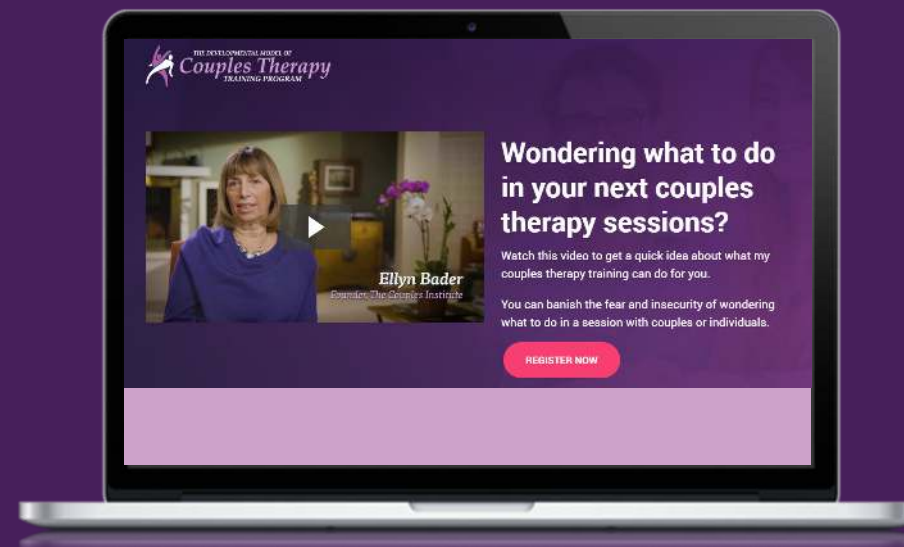 THE DEVELOPMENTAL MODEL OF
Couples Therapy
TRAINING PROGRAM
Ellyn Bader
Founder, The Couples Institute
Wondering what to do
in your next couples
therapy sessions?
Watch this video to get a quick idea about what my
couples therapy training can do for you.
You can banish the fear and insecurity of wondering
what to do in a session with couples or individuals.
REGISTER NOW